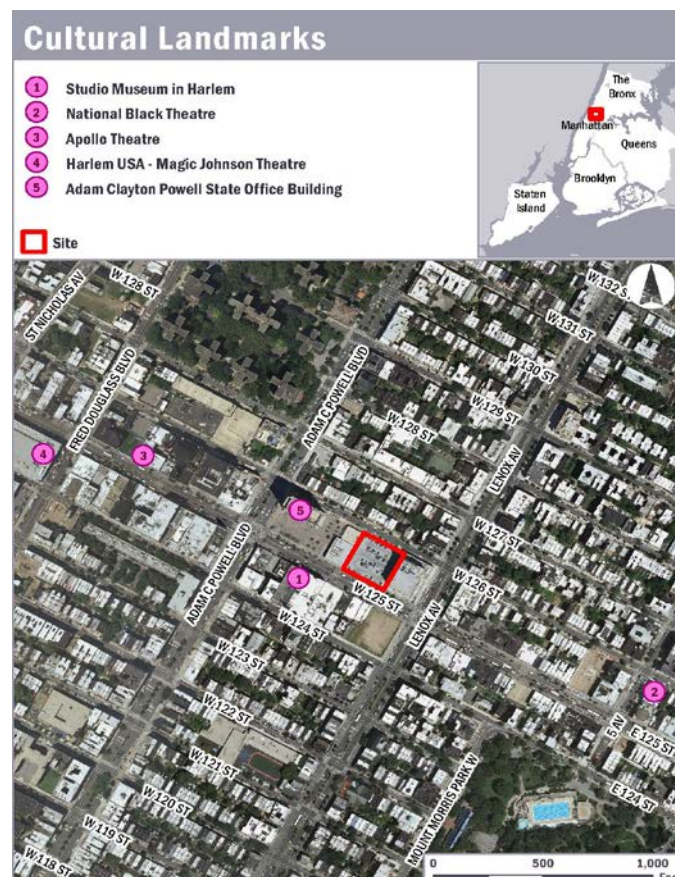 Cultural Landmarks
1 Studio Museum in Harlem
2 National Black Theatre
3 Apollo Theatre
4 Harlem USA - Magic Johnson Theatre
5 Adam Clayton Powell State Office Building
Site
The Bronx
Manhattan
Queens
Brooklyn
Staten Island
ST NICHOLAS AV
W 128 ST
W 132 S
W 131 ST
W 130 ST
W 129 ST
W 128 ST
FRED DOUGLASS BLVD
ADAM C POWELL BLVD
LENOX AV
W 127 ST
W 126 ST
4
3
5
1
2
W 125 ST
ADAM C POWELL BLVD
W 124 ST
LENOX AV
W 123 ST
W 122 ST
W 121 ST
W 120 ST
W 119 ST
W 118 ST
5 AV
E 125 ST
E 124 ST
MOUNT MORRIS PARK W
0 500 1,000